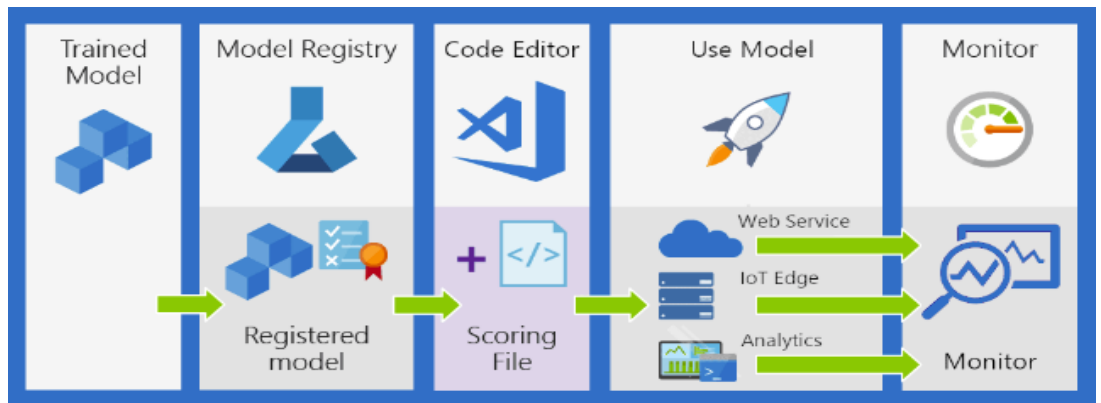 Trained
Model
Model Registry
Registered
model
Code Editor
+
</>
Scoring
File
Use Model
Web Service
IoT Edge
Analytics
Monitor
Monitor